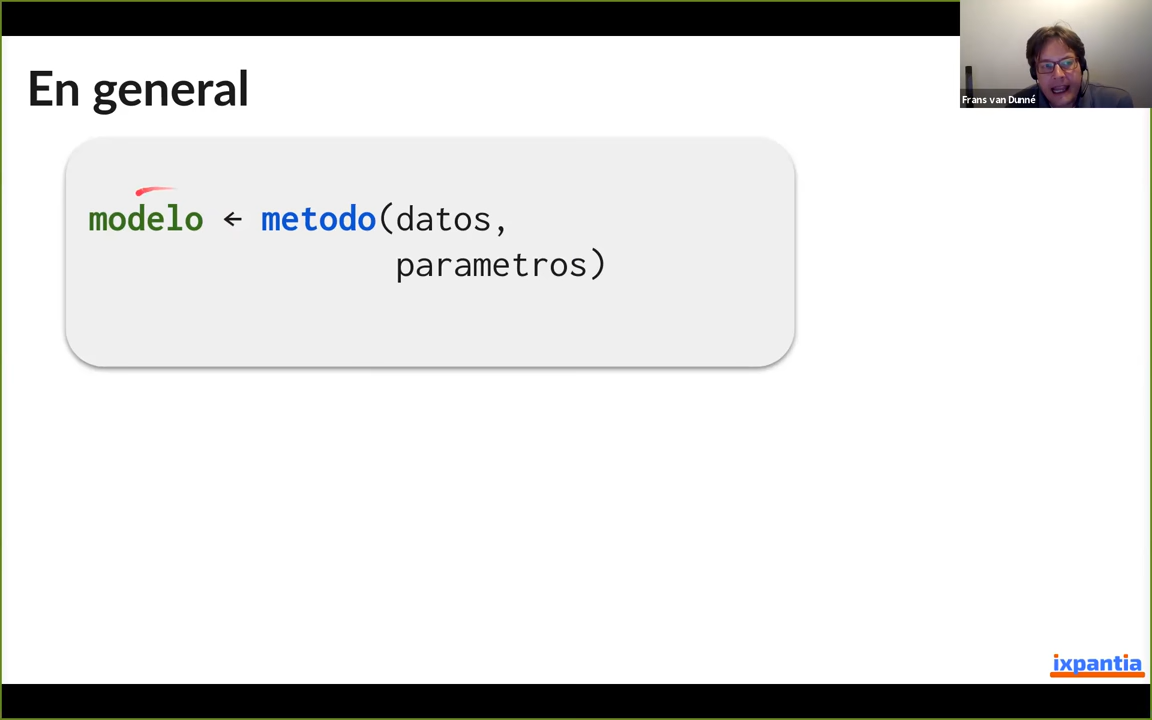 En general
Frans van Dunné
modelo ← metodo(datos,
parametros)
ixpantia